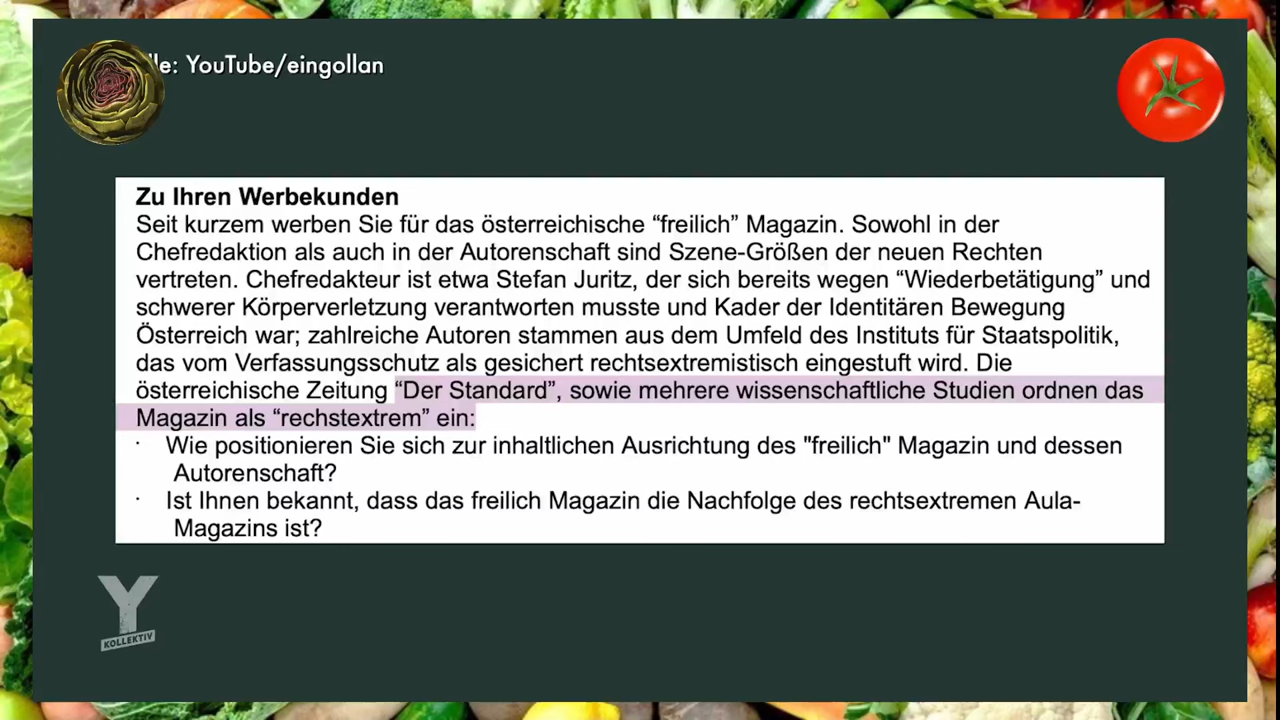 lle: YouTube/eingollan
Zu Ihren Werbekunden
Seit kurzem werben Sie für das österreichische “freilich” Magazin. Sowohl in der
Chefredaktion als auch in der Autorenschaft sind Szene-Größen der neuen Rechten
vertreten. Chefredakteur ist etwa Stefan Juritz, der sich bereits wegen “Wiederbetätigung” und
schwerer Körperverletzung verantworten musste und Kader der Identitären Bewegung
Österreich war; zahlreiche Autoren stammen aus dem Umfeld des Instituts für Staatspolitik,
das vom Verfassungsschutz als gesichert rechtsextremistisch eingestuft wird. Die
österreichische Zeitung “Der Standard”, sowie mehrere wissenschaftliche Studien ordnen das
Magazin als “rechstextrem” ein:
· Wie positionieren Sie sich zur inhaltlichen Ausrichtung des "freilich" Magazin und dessen
Autorenschaft?
· Ist Ihnen bekannt, dass das freilich Magazin die Nachfolge des rechtsextremen Aula-
Magazins ist?
Y
KOLLEKTIV